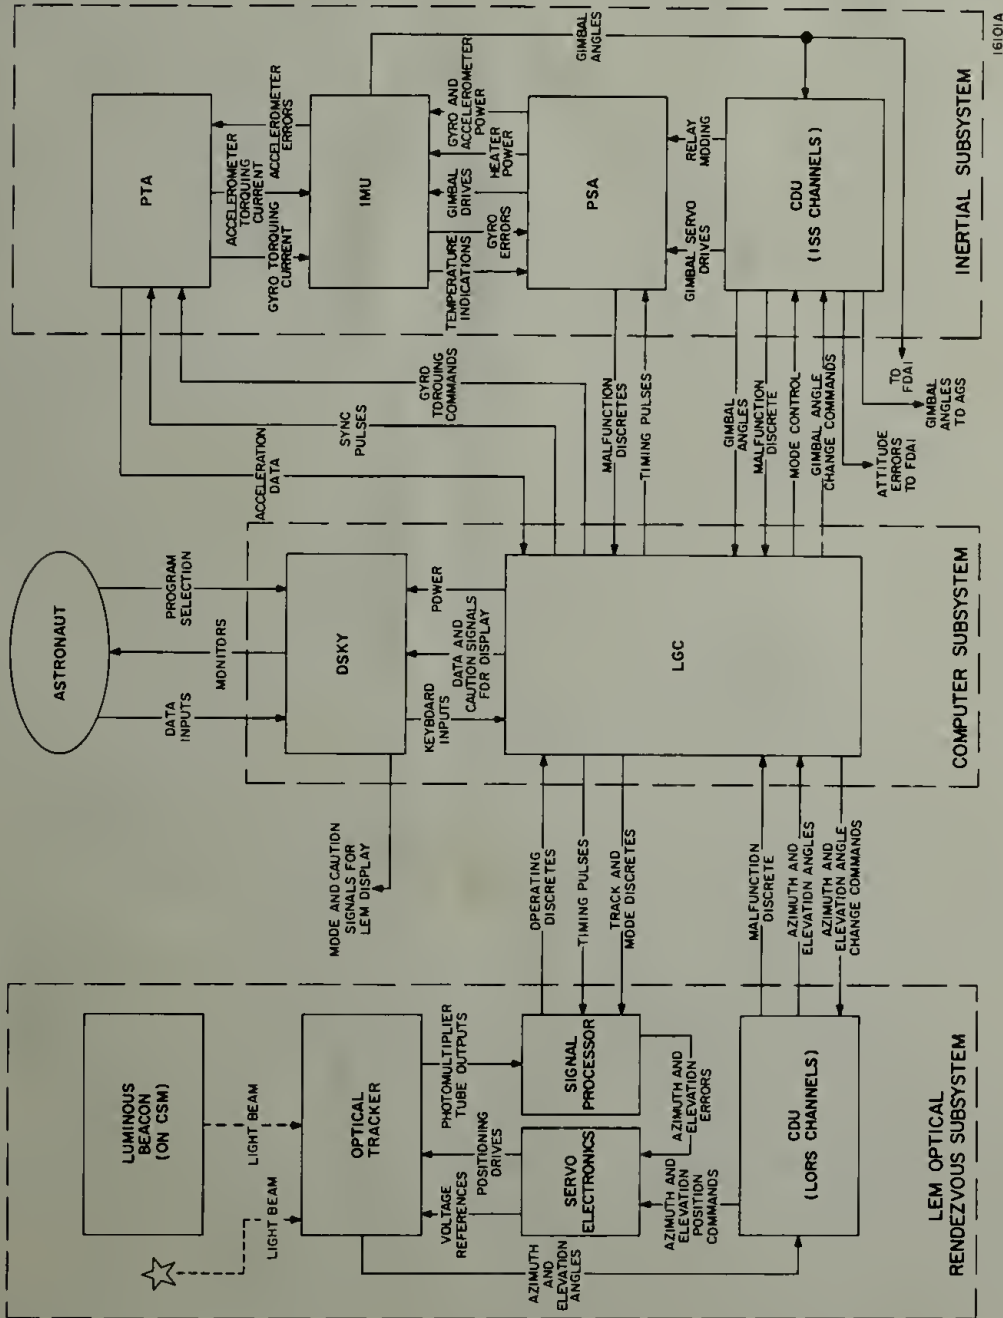 ASTRONAUT
DATA
INPUTS
MONITORS
PROGRAM
SELECTION
LUMINOUS
BEACON
(ON CSM)
LIGHT BEAM
LIGHT BEAM
OPTICAL
TRACKER
VOLTAGE
REFERENCES
POSITIONING
DRIVES
PHOTOMULTIPLIER
TUBE OUTPUTS
AZIMUTH
AND
ELEVATION
ANGLES
SERVO
ELECTRONICS
SIGNAL
PROCESSOR
AZIMUTH AND
ELEVATION
POSITION
COMMANDS
AZIMUTH AND
ELEVATION
ERRORS
CDU
(LORS CHANNELS)
LEM OPTICAL
RENDEZVOUS SUBSYSTEM
MODE AND CAUTION
SIGNALS FOR
LEM DISPLAY
OPERATING
DISCRETES
TIMING PULSES
TRACK AND
MODE DISCRETES
MALFUNCTION
DISCRETE
AZIMUTH AND
ELEVATION ANGLES
AZIMUTH AND
ELEVATION ANGLE
CHANGE COMMANDS
DSKY
KEYBOARD
INPUTS
DATA AND
CAUTION SIGNALS
FOR DISPLAY
POWER
LGC
COMPUTER SUBSYSTEM
ACCELERATION
DATA
SYNC
PULSES
GYRO
TORQUING
COMMANDS
MALFUNCTION
DISCRETES
TIMING PULSES
GIMBAL
ANGLES
MALFUNCTION
DISCRETE
MODE CONTROL
GIMBAL ANGLE
CHANGE COMMANDS
ATTITUDE
ERRORS
TO FDAI
GIMBAL
ANGLES
TO AGS
TO
FDAI
PTA
GYRO TORQUING
CURRENT
ACCELEROMETER
TORQUING
CURRENT
ACCELEROMETER
ERRORS
IMU
TEMPERATURE
INDICATIONS
GYRO
ERRORS
GIMBAL
DRIVES
HEATER
POWER
GYRO AND
ACCELEROMETER
POWER
PSA
GIMBAL SERVO
DRIVES
RELAY
MODING
CDU
(ISS CHANNELS)
GIMBAL
ANGLES
INERTIAL SUBSYSTEM
16101A